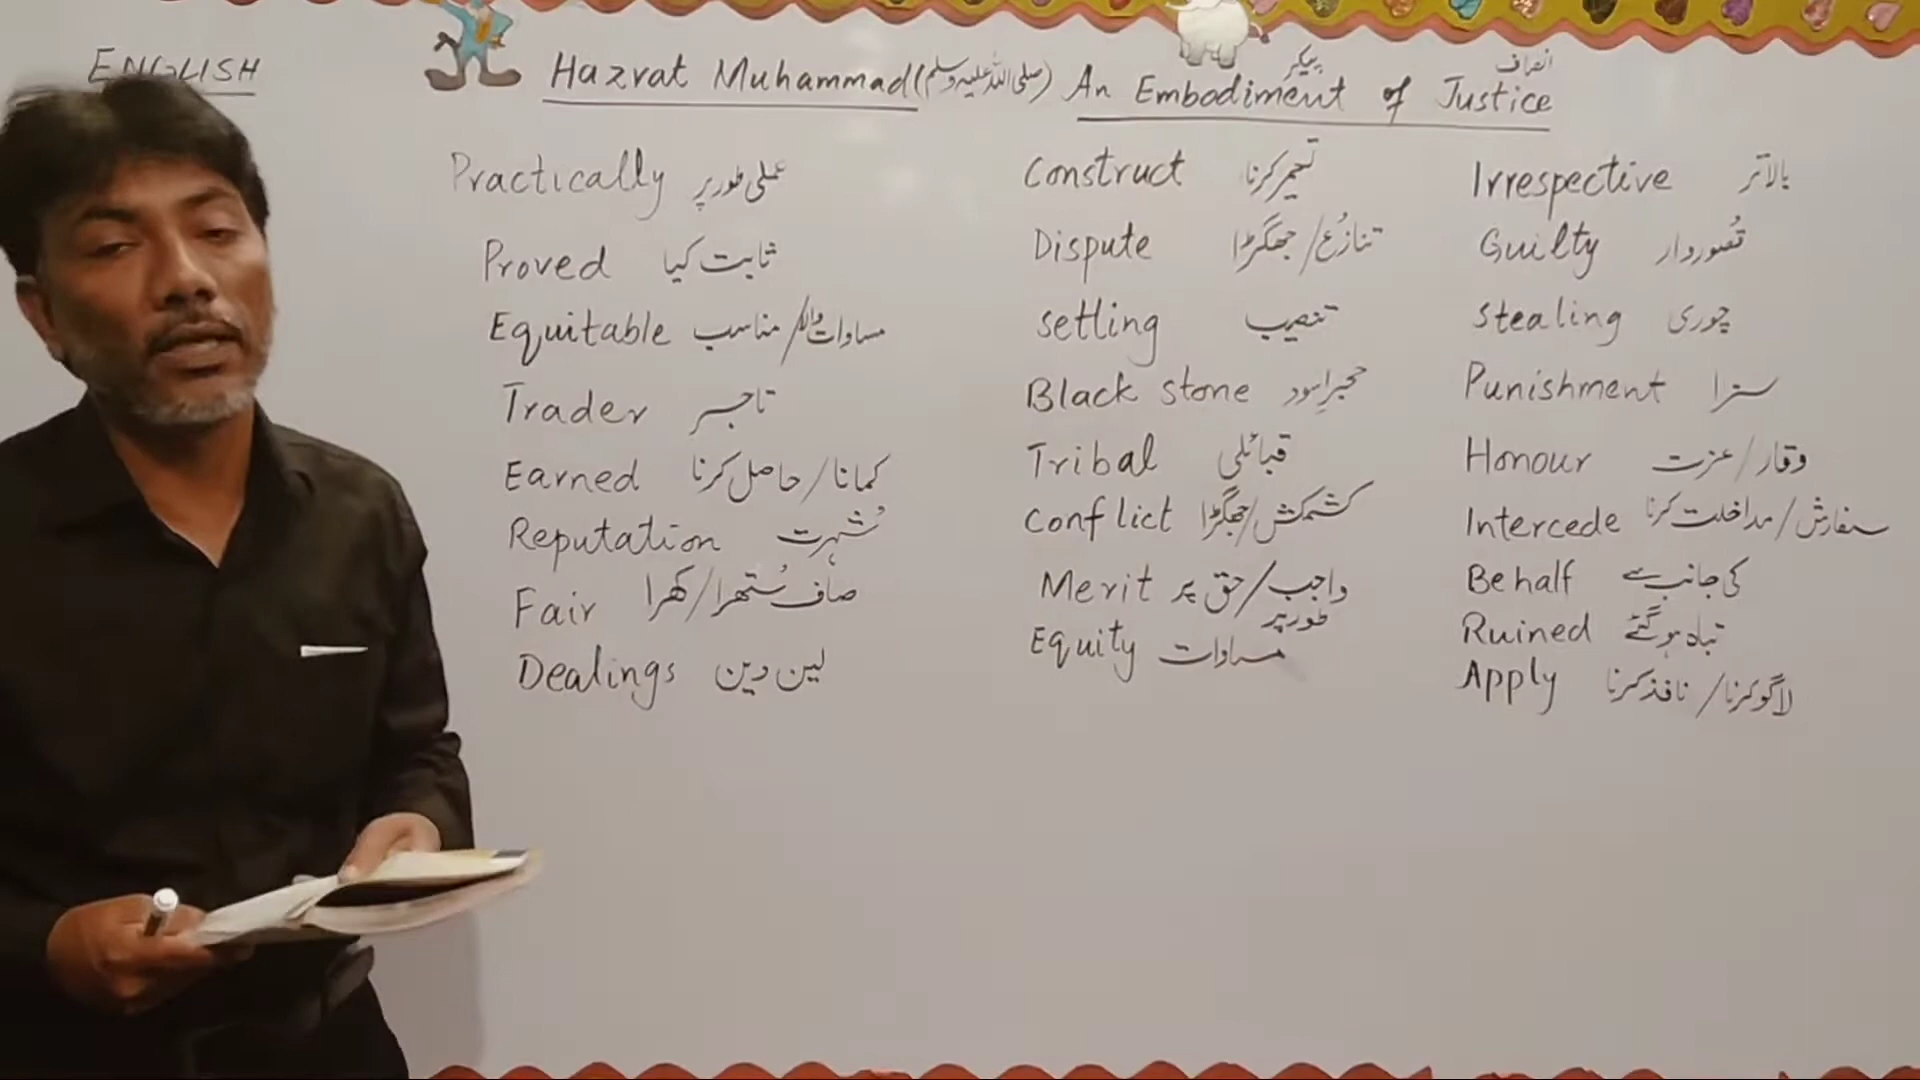 ENGLISH
Hazrat Muhammad (صلی اللہ علیہ وسلم) An Embodiment پیکر of Justice انصاف
Practically عملی طور پر
Proved ثابت کیا
Equitable مساوات والا/مناسب
Trader تاجر
Earned کمانا/حاصل کرنا
Reputation شُہرت
Fair صاف سُتھرا/کھرا
Dealings لین دین
Construct تعمیر کرنا
Dispute تنازُع/جھگڑا
Setling تنصیب
Black stone حجرِاسود
Tribal قبائلی
Conflict کشمکش/جھگڑا
Merit واجب/حق پر
طور پر
Equity مساوات
Irrespective بالاتر
Guilty قُصوردار
Stealing چوری
Punishment سزا
Honour وقار/عزت
Intercede سفارش/مداخلت کرنا
Behalf کی جانب سے
Ruined تباہ ہوگئے
Apply لاگو کرنا/نافذ کرنا